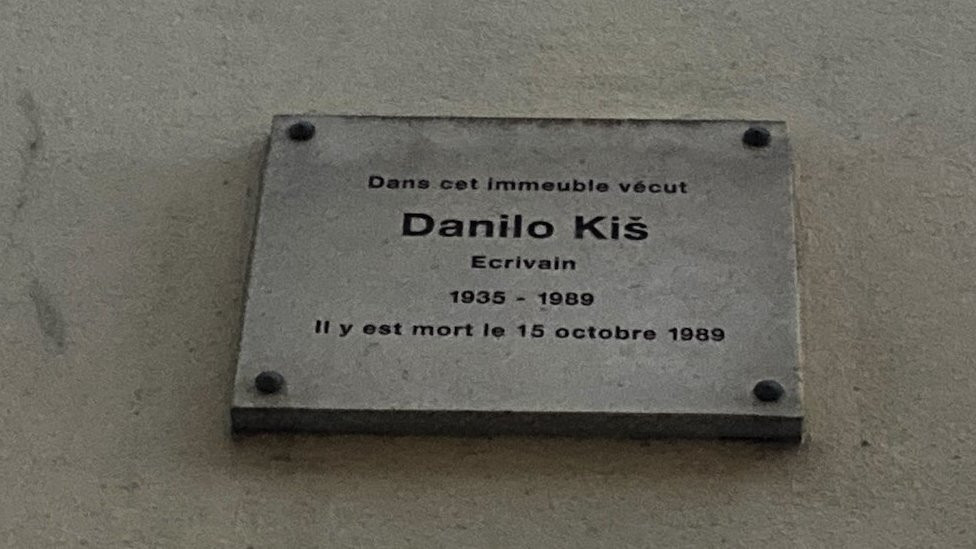 Dans cet immeuble vécut
Danilo Kiš
Ecrivain
1935 - 1989
Il y est mort le 15 octobre 1989